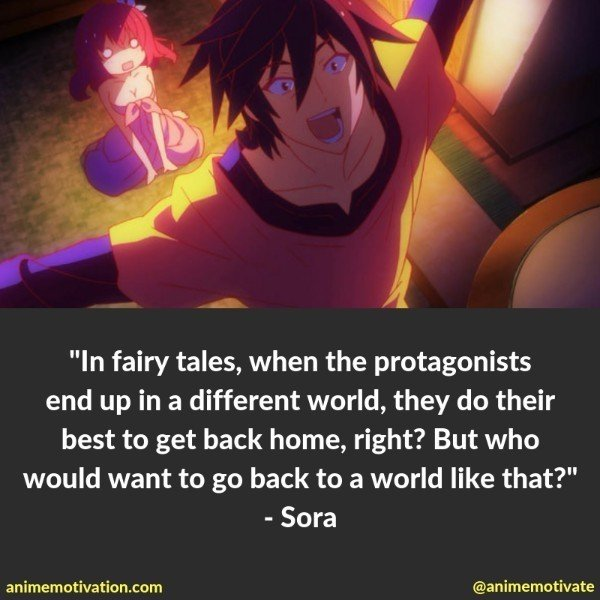 "In fairy tales, when the protagonists
end up in a different world, they do their
best to get back home, right? But who
would want to go back to a world like that?"
- Sora
animemotivation.com
@animemotivate